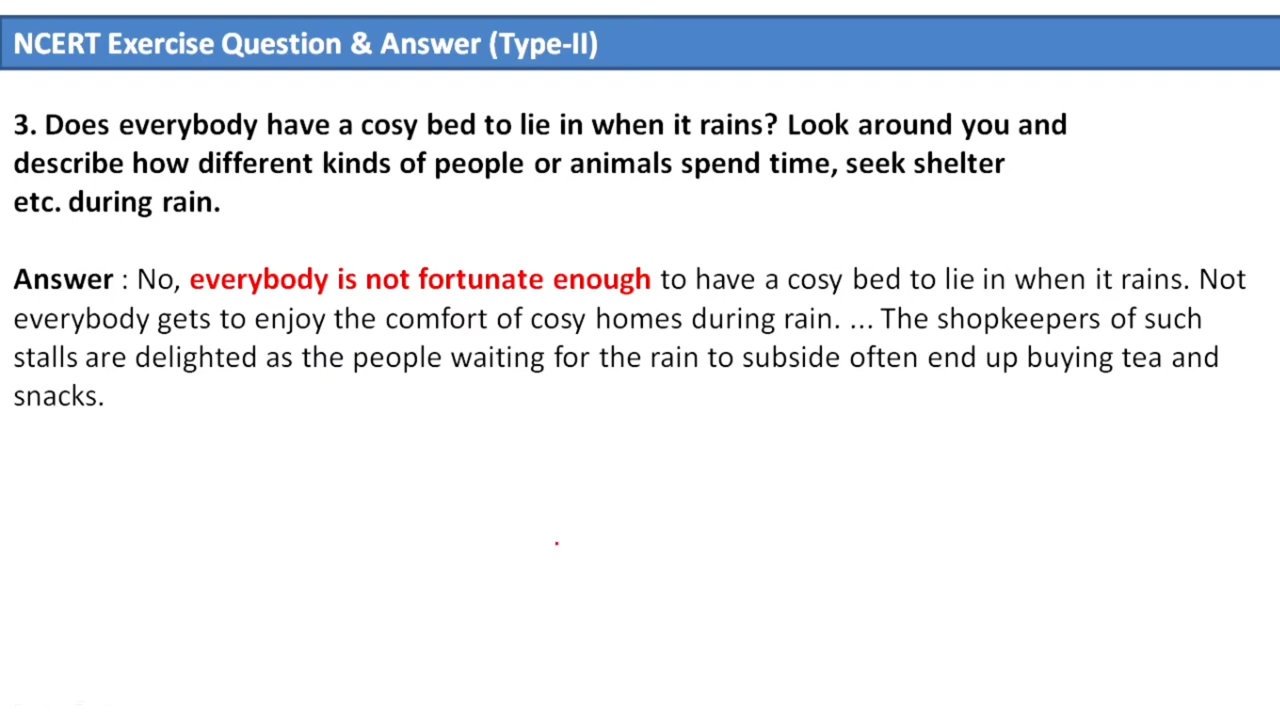 NCERT Exercise Question & Answer (Type-II)
3. Does everybody have a cosy bed to lie in when it rains? Look around you and
describe how different kinds of people or animals spend time, seek shelter
etc. during rain.
Answer : No, everybody is not fortunate enough to have a cosy bed to lie in when it rains. Not
everybody gets to enjoy the comfort of cosy homes during rain. ... The shopkeepers of such
stalls are delighted as the people waiting for the rain to subside often end up buying tea and
snacks.